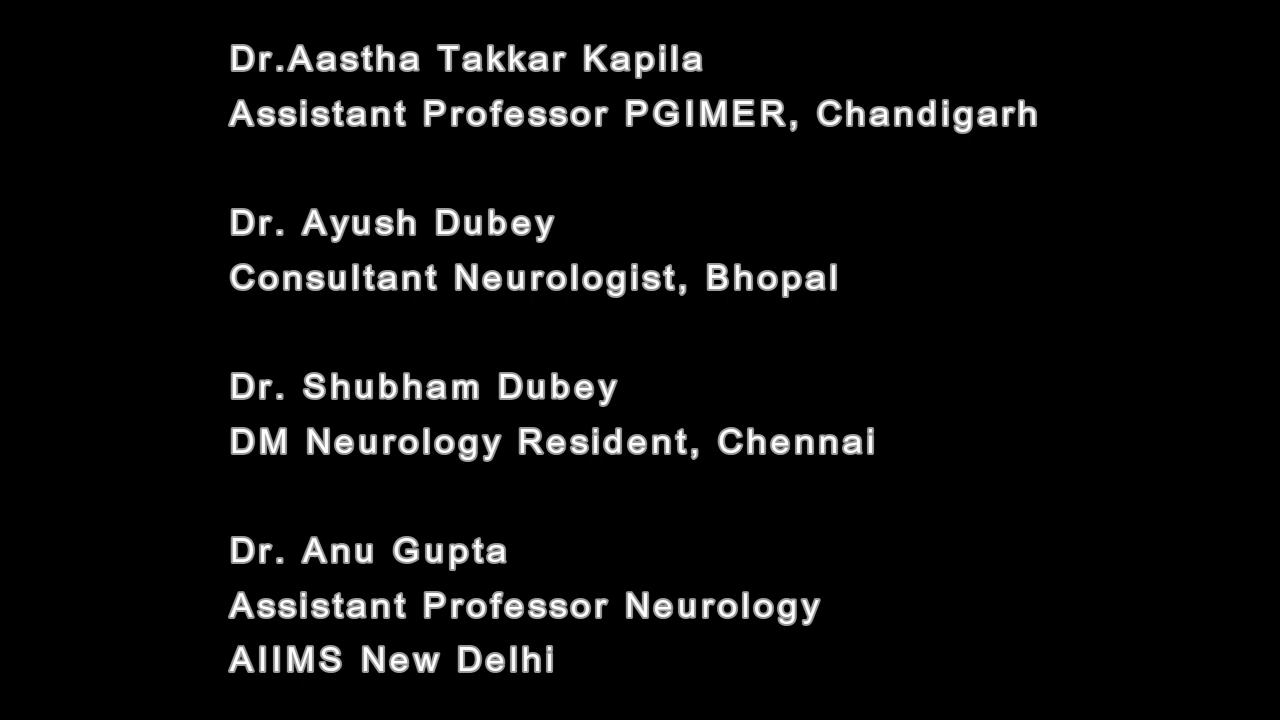 Dr.Aastha Takkar Kapila
Assistant Professor PGIMER, Chandigarh
Dr. Ayush Dubey
Consultant Neurologist, Bhopal
Dr. Shubham Dubey
DM Neurology Resident, Chennai
Dr. Anu Gupta
Assistant Professor Neurology
AIIMS New Delhi